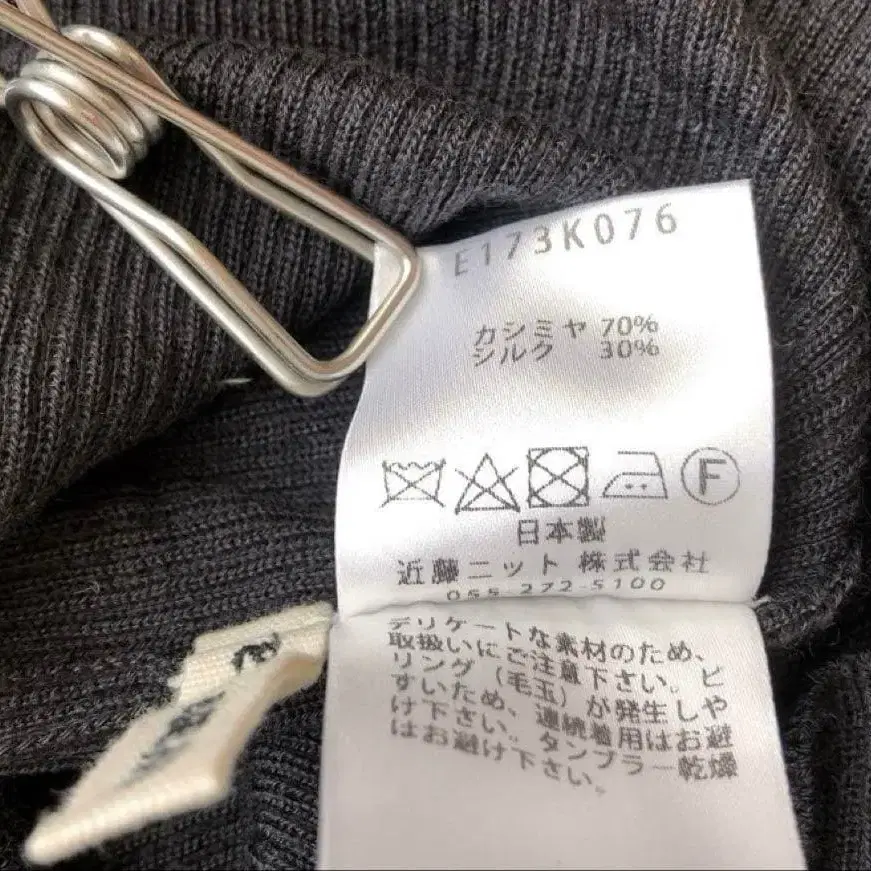 E173K076
カシミヤ 70%
シルク 30%
F
日本製
近藤ニット 株式会社
055-272-5100
デリケートな素材のため、
取扱いにご注意下さい。ピ
リング（毛玉）が発生しや
すいため、連続着用はお避
け下さい。タンブラー乾燥
はお避け下さい。